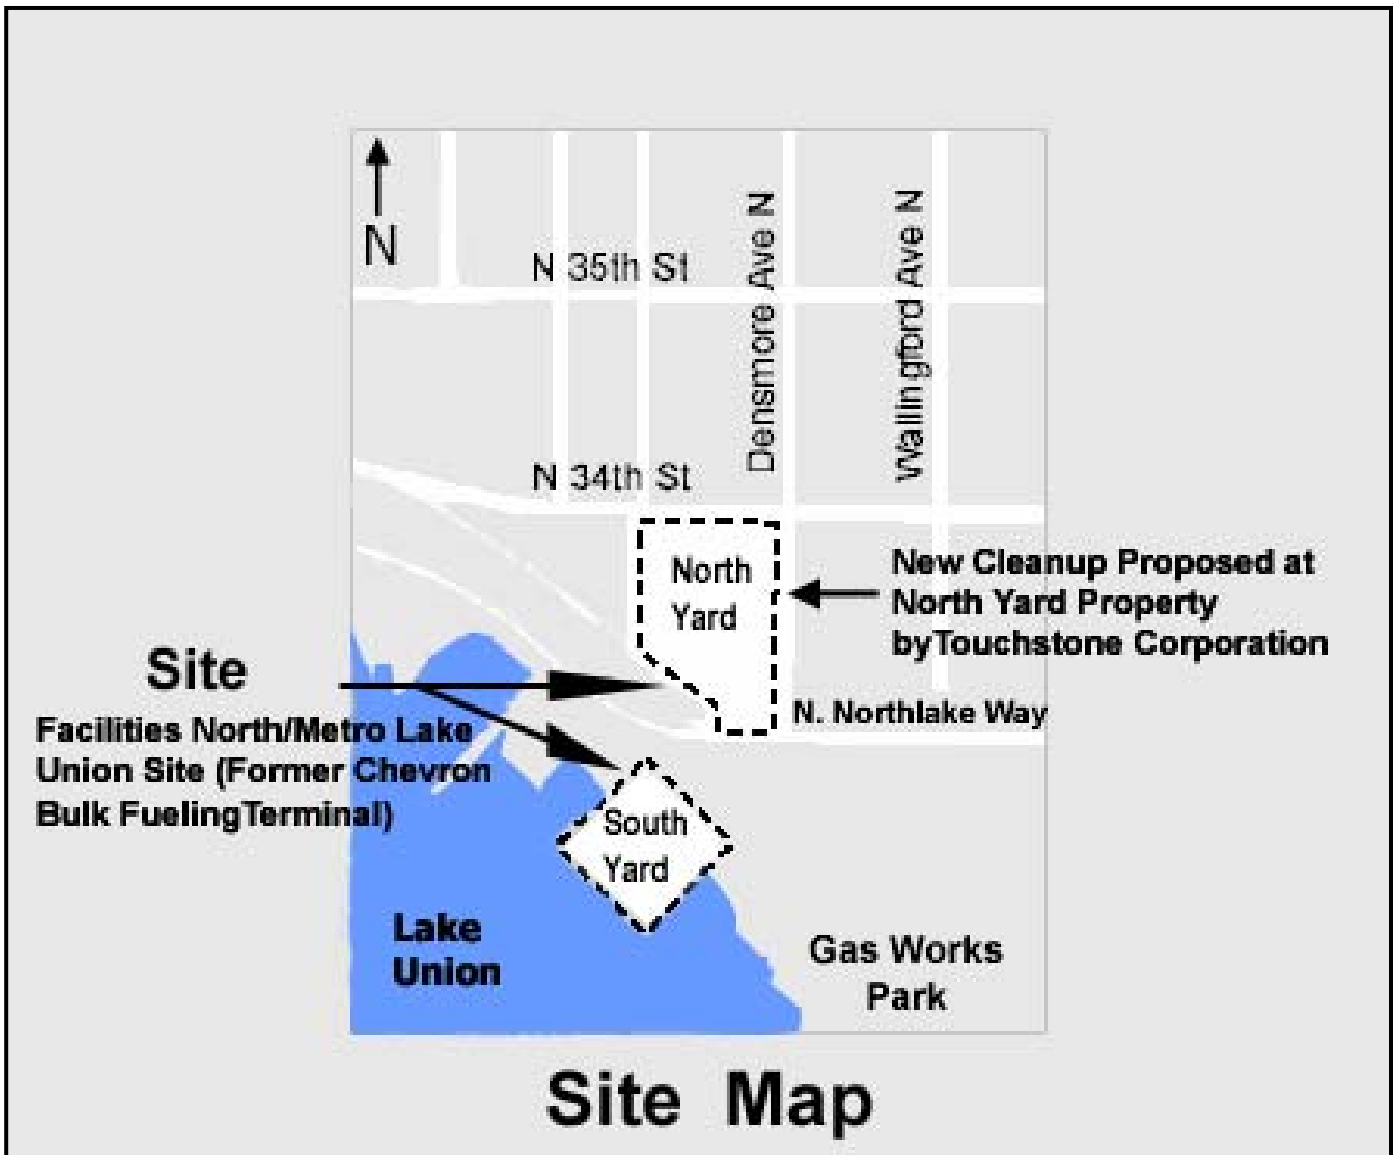 N
N 35th St
Densmore Ave N
Wallingford Ave N
N 34th St
North
Yard
New Cleanup Proposed at
North Yard Property
byTouchstone Corporation
Site
Facilities North/Metro Lake
Union Site (Former Chevron
Bulk FuelingTerminal)
N. Northlake Way
South
Yard
Lake
Union
Gas Works
Park
Site Map